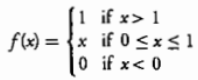 f(x) = { 1 if x > 1
x if 0 ≤ x ≤ 1
0 if x < 0